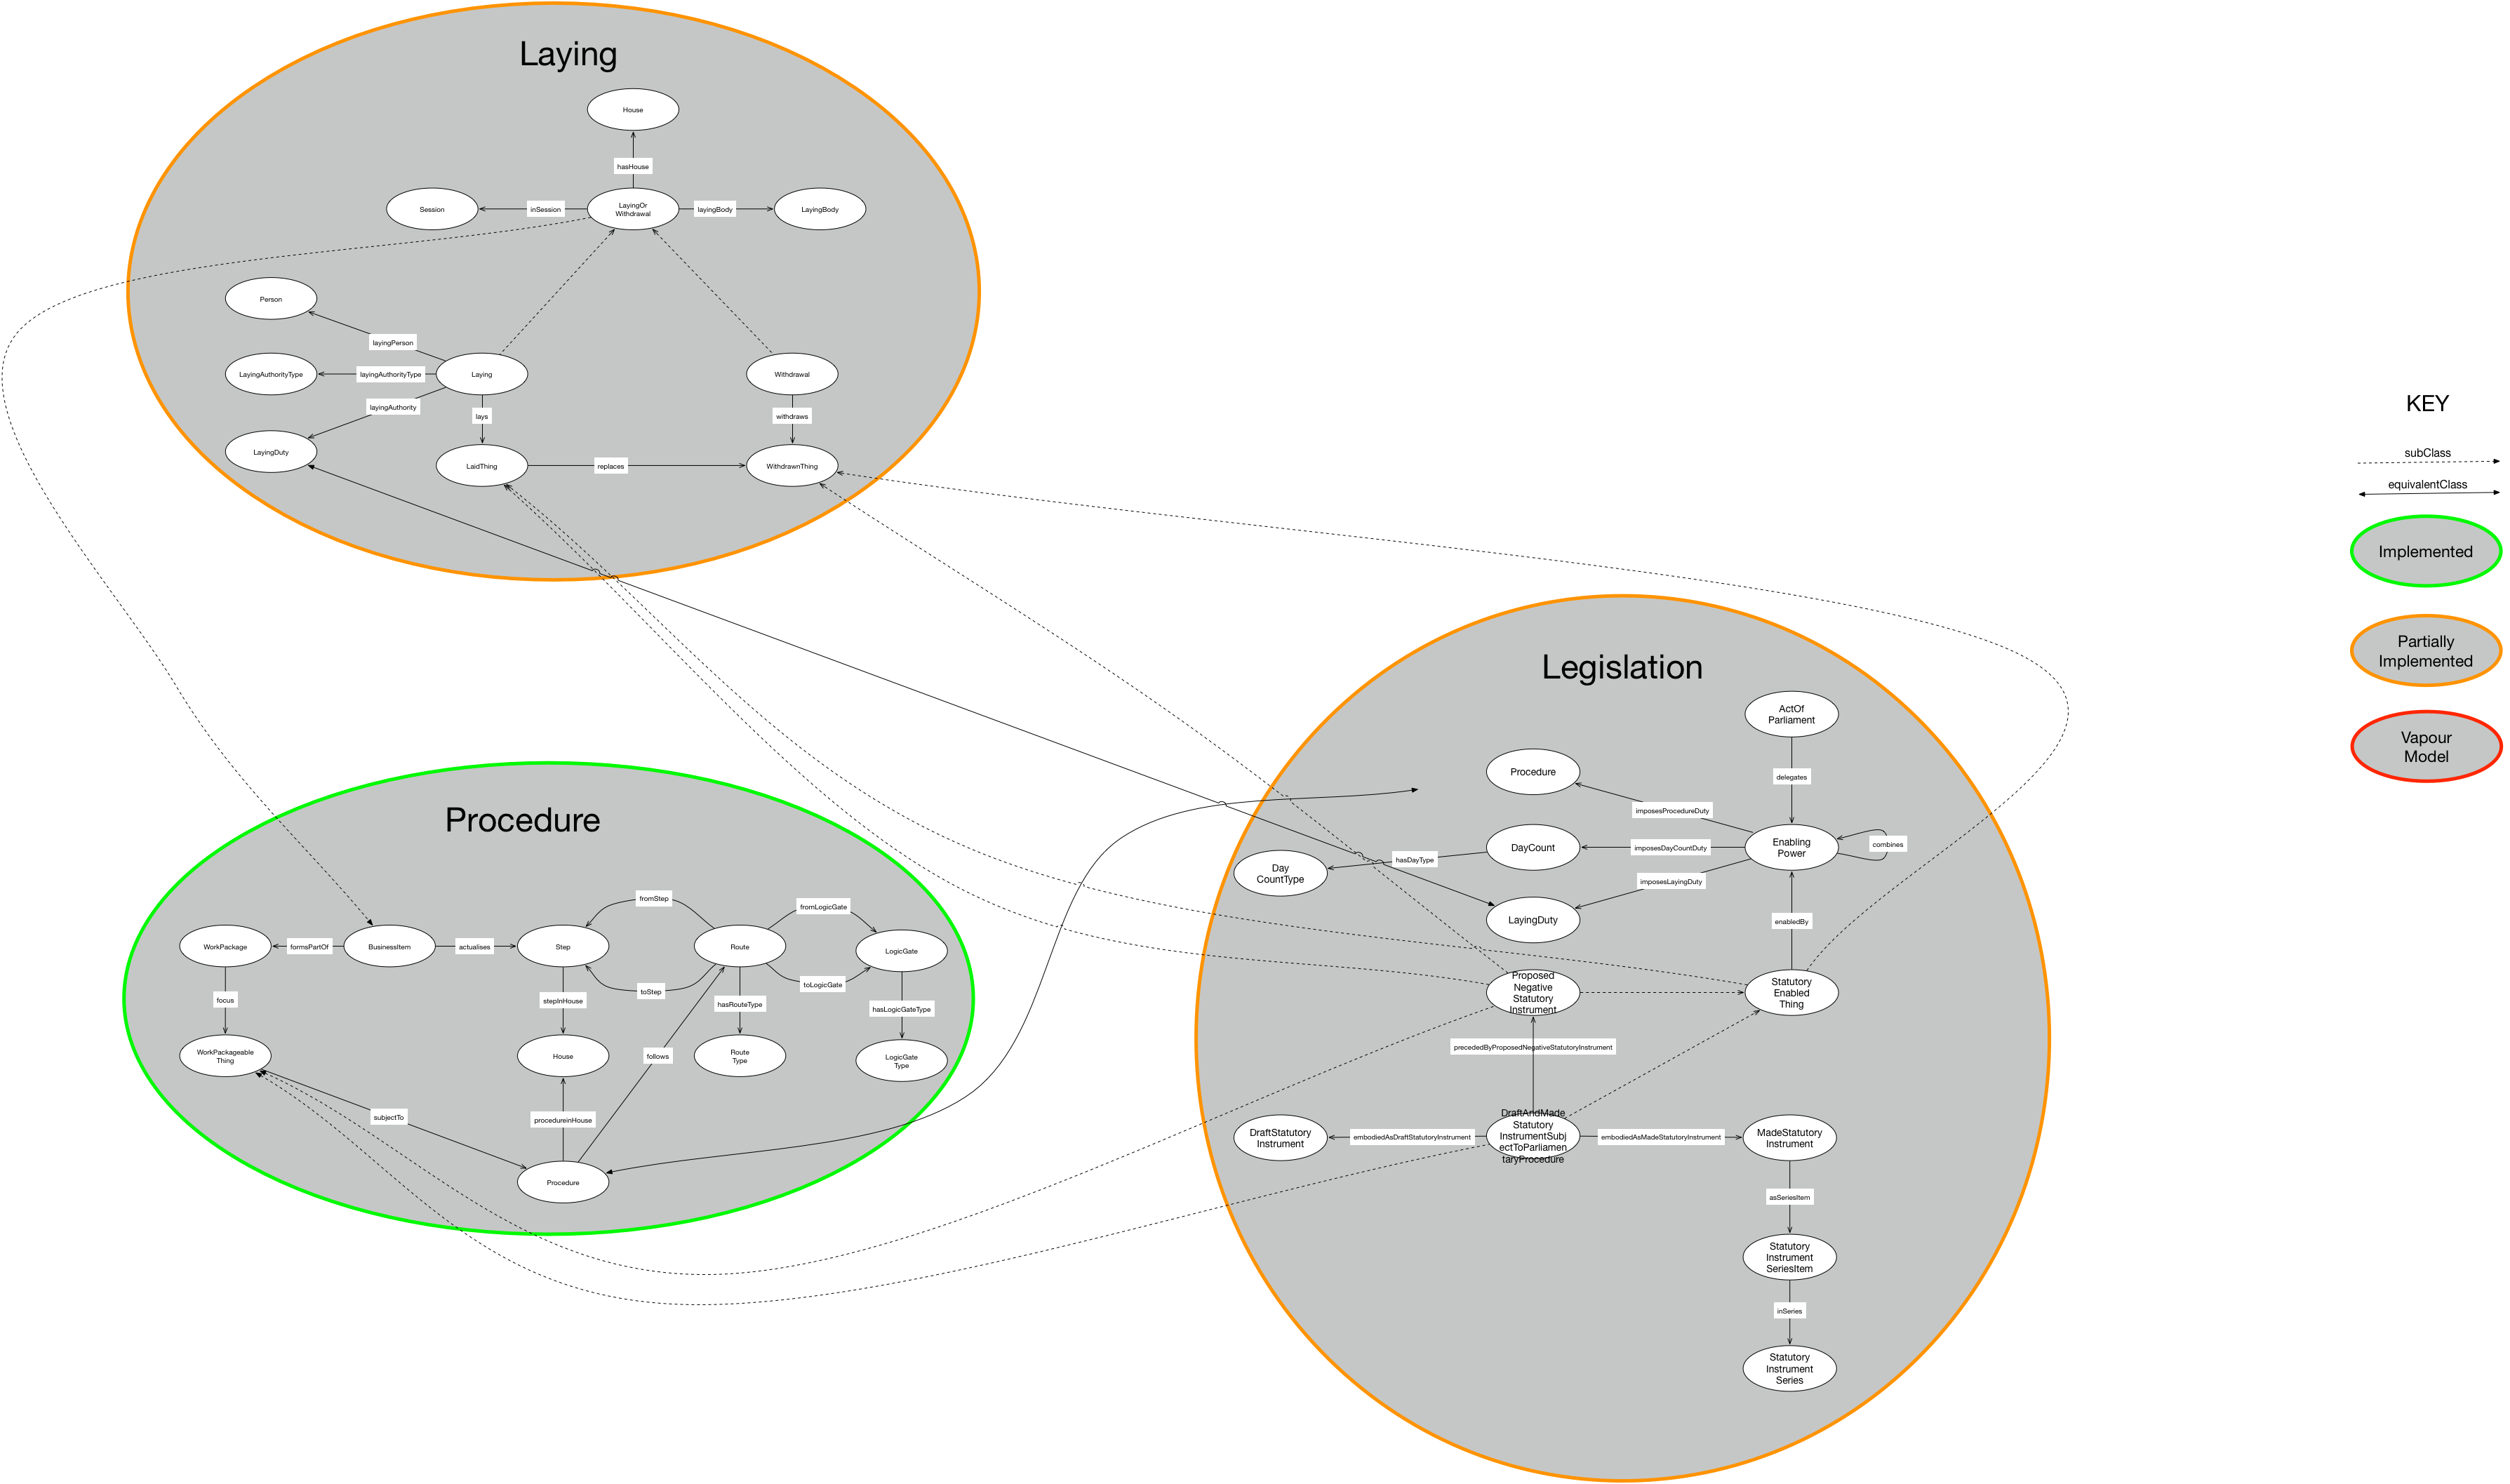 Laying
House
hasHouse
Session
inSession
LayingOr
Withdrawal
layingBody
LayingBody
Person
layingPerson
LayingAuthorityType
layingAuthorityType
Laying
Withdrawal
layingAuthority
lays
withdraws
LayingDuty
LaidThing
replaces
WithdrawnThing
KEY
subClass
equivalentClass
Implemented
Partially
Implemented
Vapour
Model
Legislation
ActOf
Parliament
Procedure
delegates
imposesProcedureDuty
Enabling
Power
combines
DayCount
imposesDayCountDuty
hasDayType
Day
CountType
imposesLayingDuty
LayingDuty
enabledBy
Proposed
Negative
Statutory
Instrument
Statutory
Enabled
Thing
precededByProposedNegativeStatutoryInstrument
DraftStatutory
Instrument
embodiedAsDraftStatutoryInstrument
DraftAndMade
Statutory
InstrumentSubj
ectToParliamen
taryProcedure
embodiedAsMadeStatutoryInstrument
MadeStatutory
Instrument
asSeriesItem
Statutory
Instrument
SeriesItem
inSeries
Statutory
Instrument
Series
Procedure
fromStep
fromLogicGate
WorkPackage
formsPartOf
BusinessItem
actualises
Step
Route
LogicGate
toStep
toLogicGate
focus
stepInHouse
hasRouteType
hasLogicGateType
WorkPackageable
Thing
House
follows
Route
Type
LogicGate
Type
subjectTo
procedureinHouse
Procedure